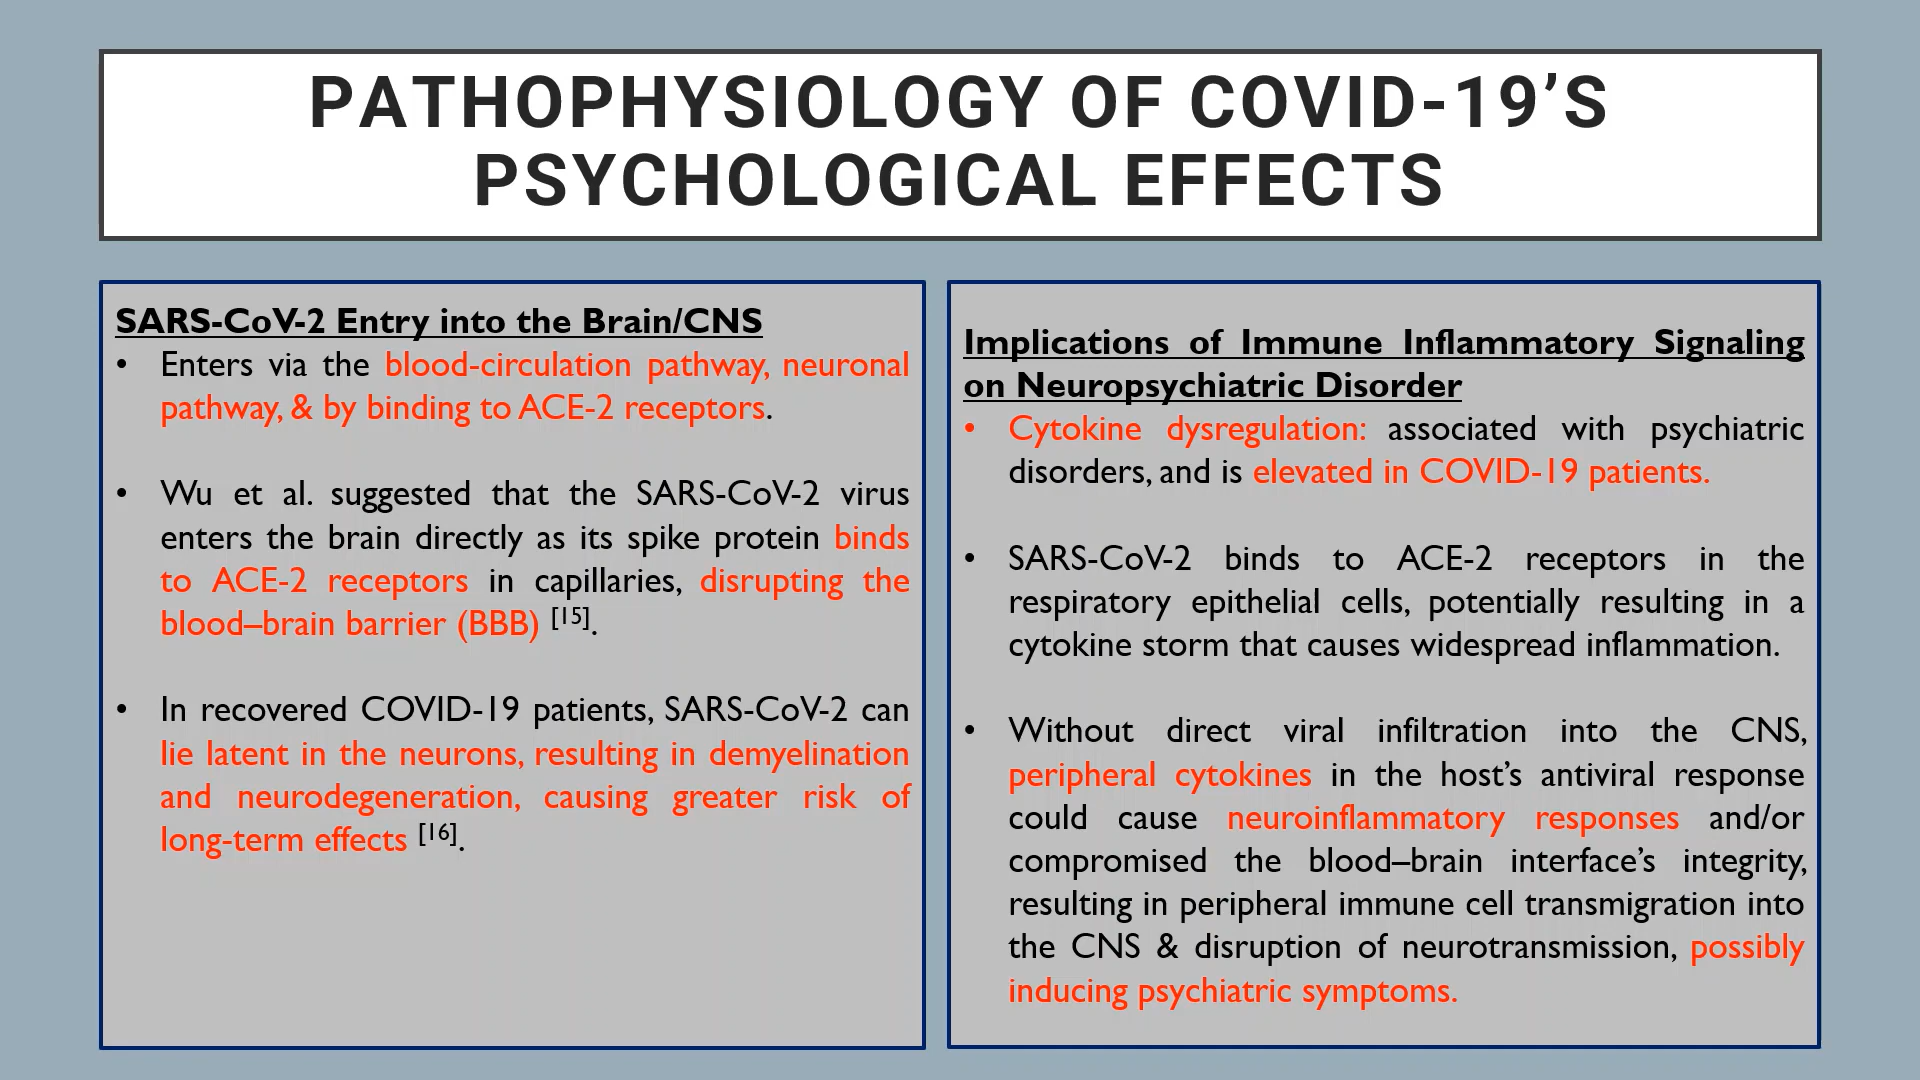 PATHOPHYSIOLOGY OF COVID-19’S
PSYCHOLOGICAL EFFECTS
SARS-CoV-2 Entry into the Brain/CNS
• Enters via the blood-circulation pathway, neuronal
pathway, & by binding to ACE-2 receptors.
• Wu et al. suggested that the SARS-CoV-2 virus
enters the brain directly as its spike protein binds
to ACE-2 receptors in capillaries, disrupting the
blood–brain barrier (BBB) [15].
• In recovered COVID-19 patients, SARS-CoV-2 can
lie latent in the neurons, resulting in demyelination
and neurodegeneration, causing greater risk of
long-term effects [16].
Implications of Immune Inflammatory Signaling
on Neuropsychiatric Disorder
• Cytokine dysregulation: associated with psychiatric
disorders, and is elevated in COVID-19 patients.
• SARS-CoV-2 binds to ACE-2 receptors in the
respiratory epithelial cells, potentially resulting in a
cytokine storm that causes widespread inflammation.
• Without direct viral infiltration into the CNS,
peripheral cytokines in the host’s antiviral response
could cause neuroinflammatory responses and/or
compromised the blood–brain interface’s integrity,
resulting in peripheral immune cell transmigration into
the CNS & disruption of neurotransmission, possibly
inducing psychiatric symptoms.